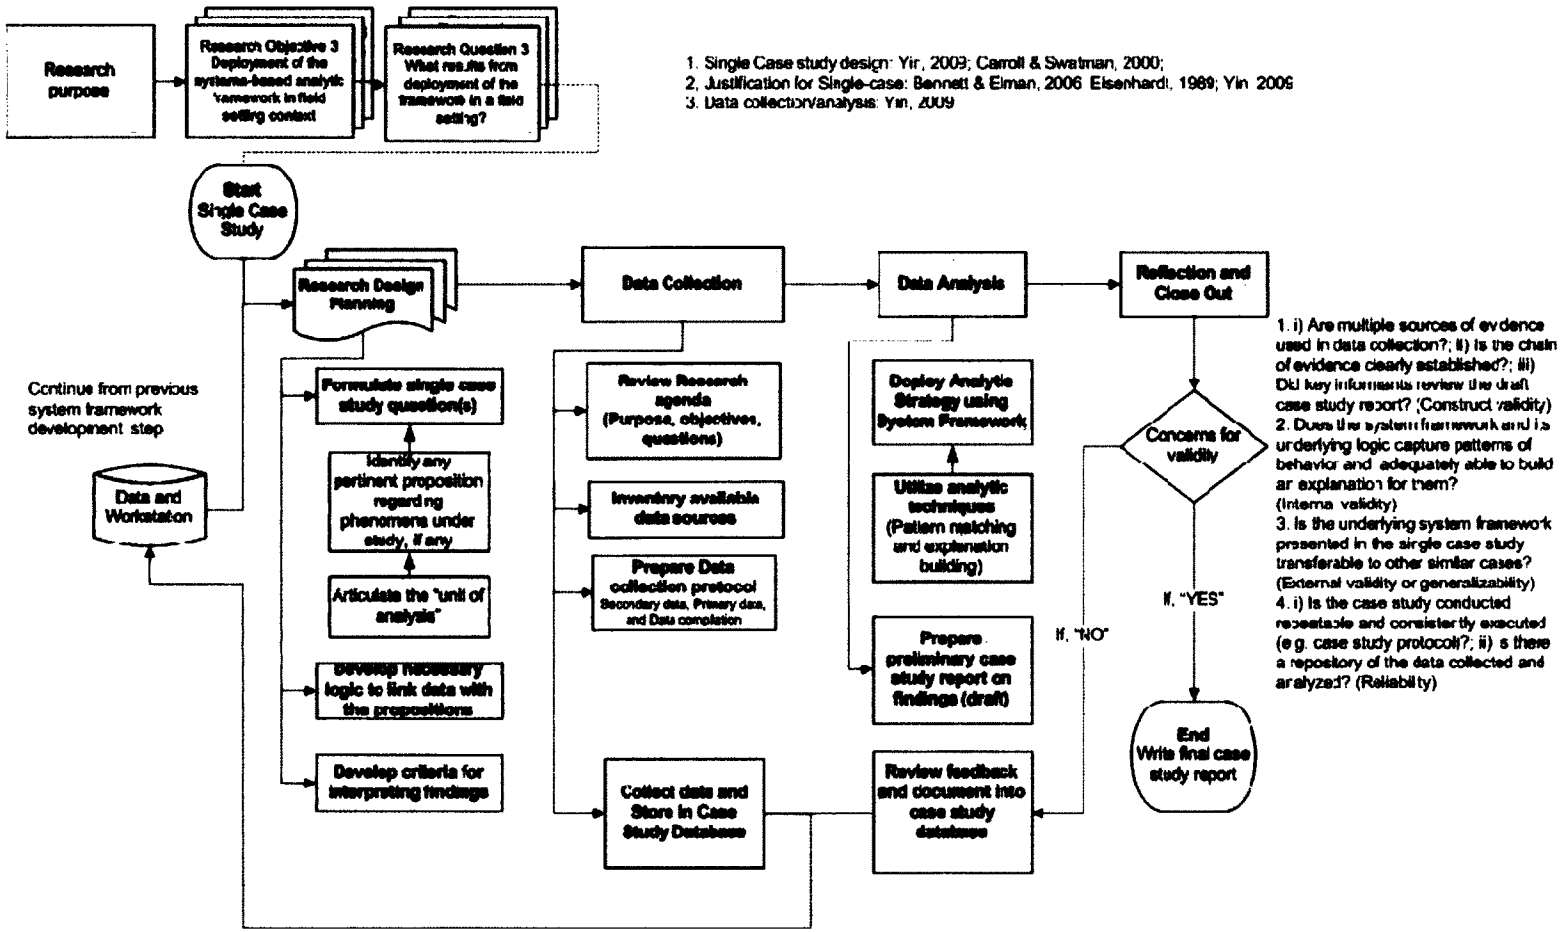 Research
purpose
Research Objective 3
Deployment of the
systems-based analytic
framework in field
setting context
Research Question 3
What results from
deployment of the
framework in a field
setting?
1. Single Case study design: Yin, 2009; Carroll & Swatman, 2000;
2. Justification for Single-case: Bennett & Elman, 2006 Eisenhardt, 1989; Yin 2009
3. Data collection/analysis: Yin, 2009
Start
Single Case
Study
Research Design
Planning
Data Collection
Data Analysis
Reflection and
Close Out
Continue from previous
system framework
development step
Data and
Workstation
Formulate single case
study question(s)
Identify any
pertinent proposition
regarding
phenomena under
study, if any
Articulate the "unit of
analysis"
Develop necessary
logic to link data with
the propositions
Develop criteria for
interpreting findings
Review Research
agenda
(Purpose, objectives,
questions)
Inventory available
data sources
Prepare Data
collection protocol
Secondary data, Primary data,
and Data compilation
Collect data and
Store in Case
Study Database
Deploy Analytic
Strategy using
System Framework
Utilize analytic
techniques
(Pattern matching
and explanation
building)
Prepare
preliminary case
study report on
findings (draft)
Review feedback
and document into
case study
database
Concerns for
validity
If, "YES"
If, "NO"
End
Write final case
study report
1. i) Are multiple sources of evidence
used in data collection?; ii) Is the chain
of evidence clearly established?; iii)
Did key informants review the draft
case study report? (Construct validity)
2. Does the system framework and its
underlying logic capture patterns of
behavior and adequately able to build
an explanation for them?
(Internal validity)
3. Is the underlying system framework
presented in the single case study
transferable to other similar cases?
(External validity or generalizability)
4. i) Is the case study conducted
repeatable and consistently executed
(e.g. case study protocol)?; ii) Is there
a repository of the data collected and
analyzed? (Reliability)